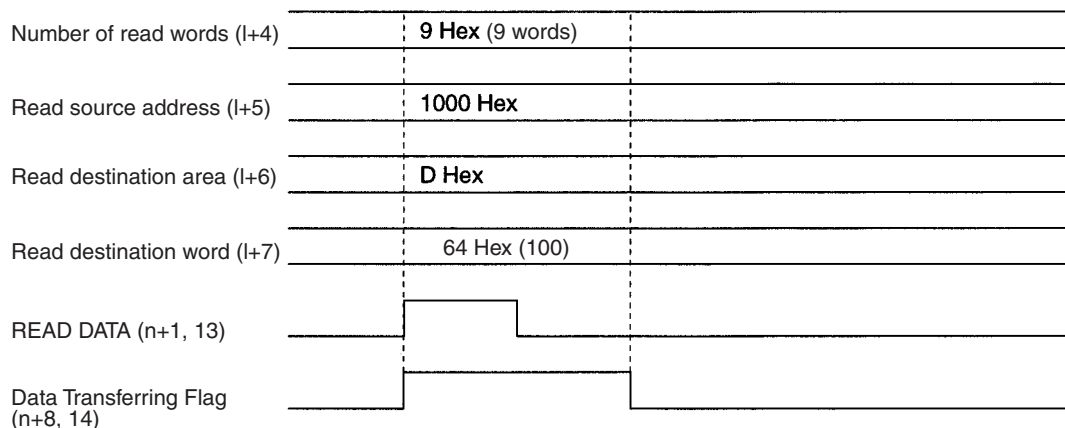 Number of read words (l+4)
9 Hex (9 words)
Read source address (l+5)
1000 Hex
Read destination area (l+6)
D Hex
Read destination word (l+7)
64 Hex (100)
READ DATA (n+1, 13)
Data Transferring Flag
(n+8, 14)